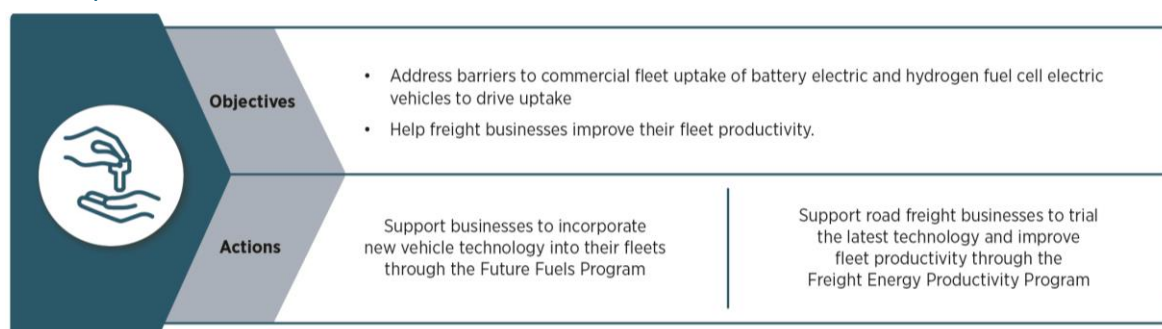 Objectives
• Address barriers to commercial fleet uptake of battery electric and hydrogen fuel cell electric
vehicles to drive uptake
• Help freight businesses improve their fleet productivity.
Actions
Support businesses to incorporate
new vehicle technology into their fleets
through the Future Fuels Program
Support road freight businesses to trial
the latest technology and improve
fleet productivity through the
Freight Energy Productivity Program